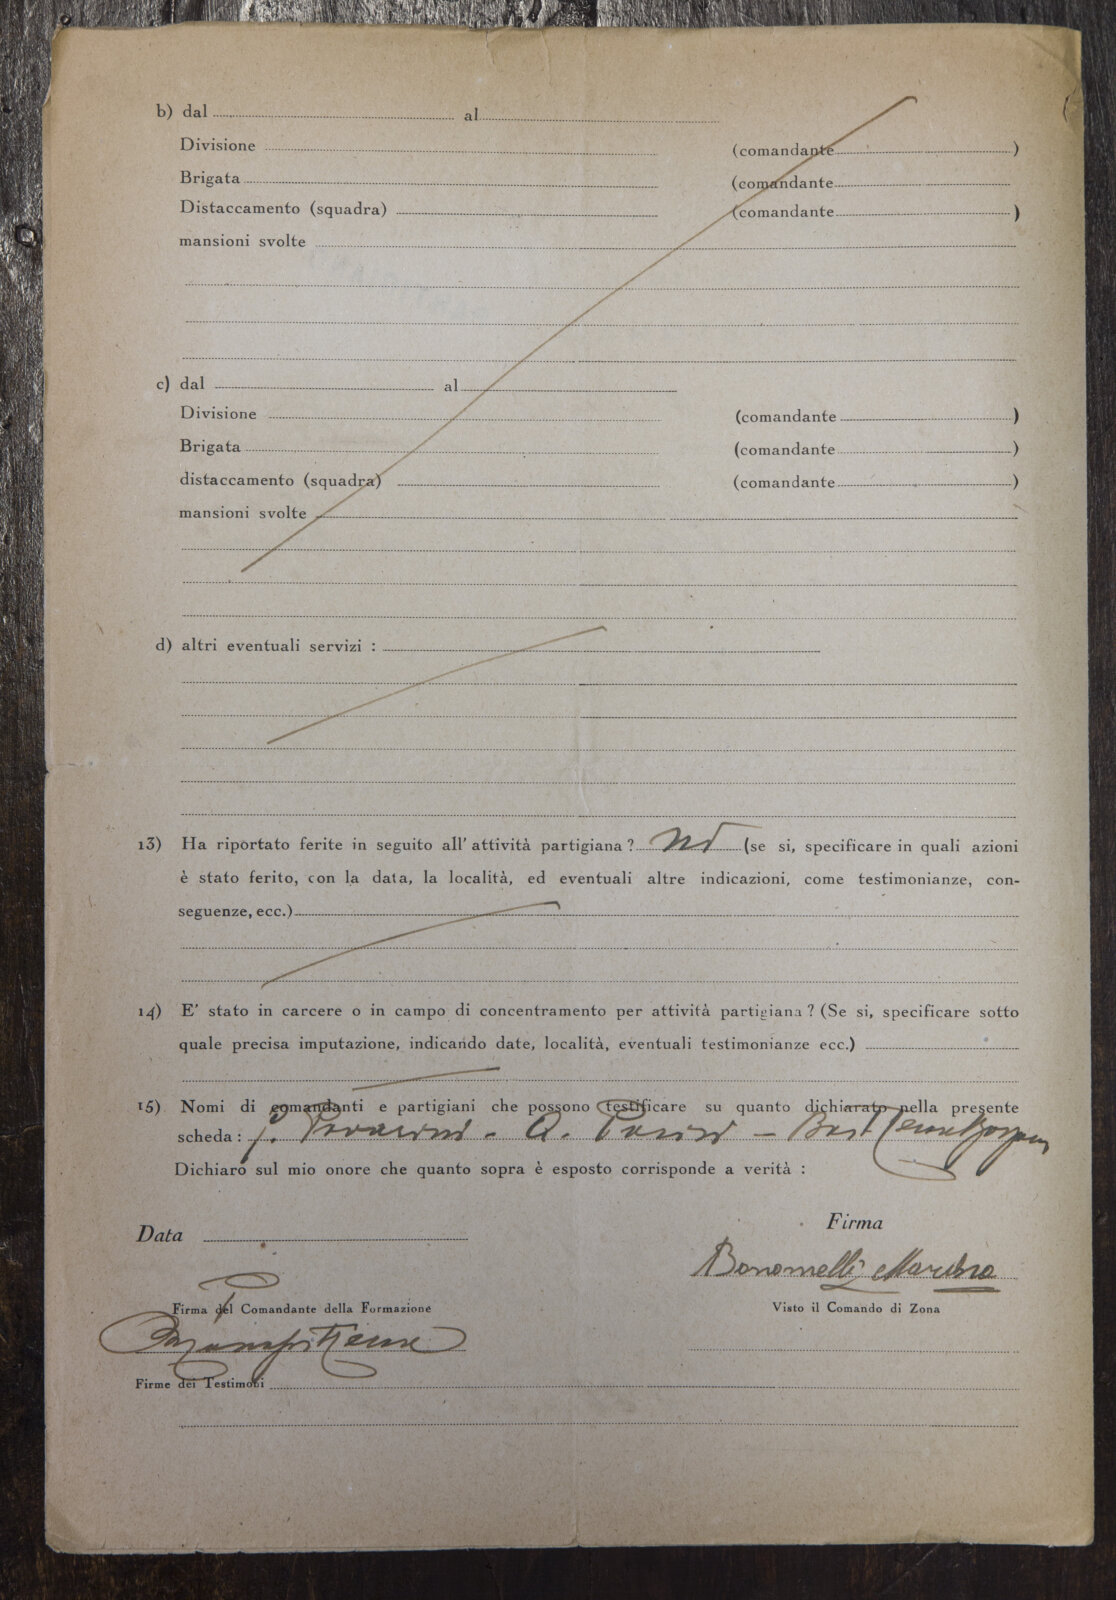 b) dal al
Divisione (comandante )
Brigata (comandante
Distaccamento (squadra) (comandante )
mansioni svolte
c) dal al
Divisione (comandante )
Brigata (comandante )
distaccamento (squadra) (comandante )
mansioni svolte
d) altri eventuali servizi :
13) Ha riportato ferite in seguito all' attività partigiana ? No (se si, specificare in quali azioni
è stato ferito, con la data, la località, ed eventuali altre indicazioni, come testimonianze, con-
seguenze, ecc.)
14) E' stato in carcere o in campo di concentramento per attività partigiana ? (Se si, specificare sotto
quale precisa imputazione, indicando date, località, eventuali testimonianze ecc.)
15) Nomi di comandanti e partigiani che possono testificare su quanto dichiarato nella presente
scheda :
Dichiaro sul mio onore che quanto sopra è esposto corrisponde a verità :
Firma
Data
Bonomelli
Firma del Comandante della Formazione Visto il Comando di Zona
Firme dei Testimoni